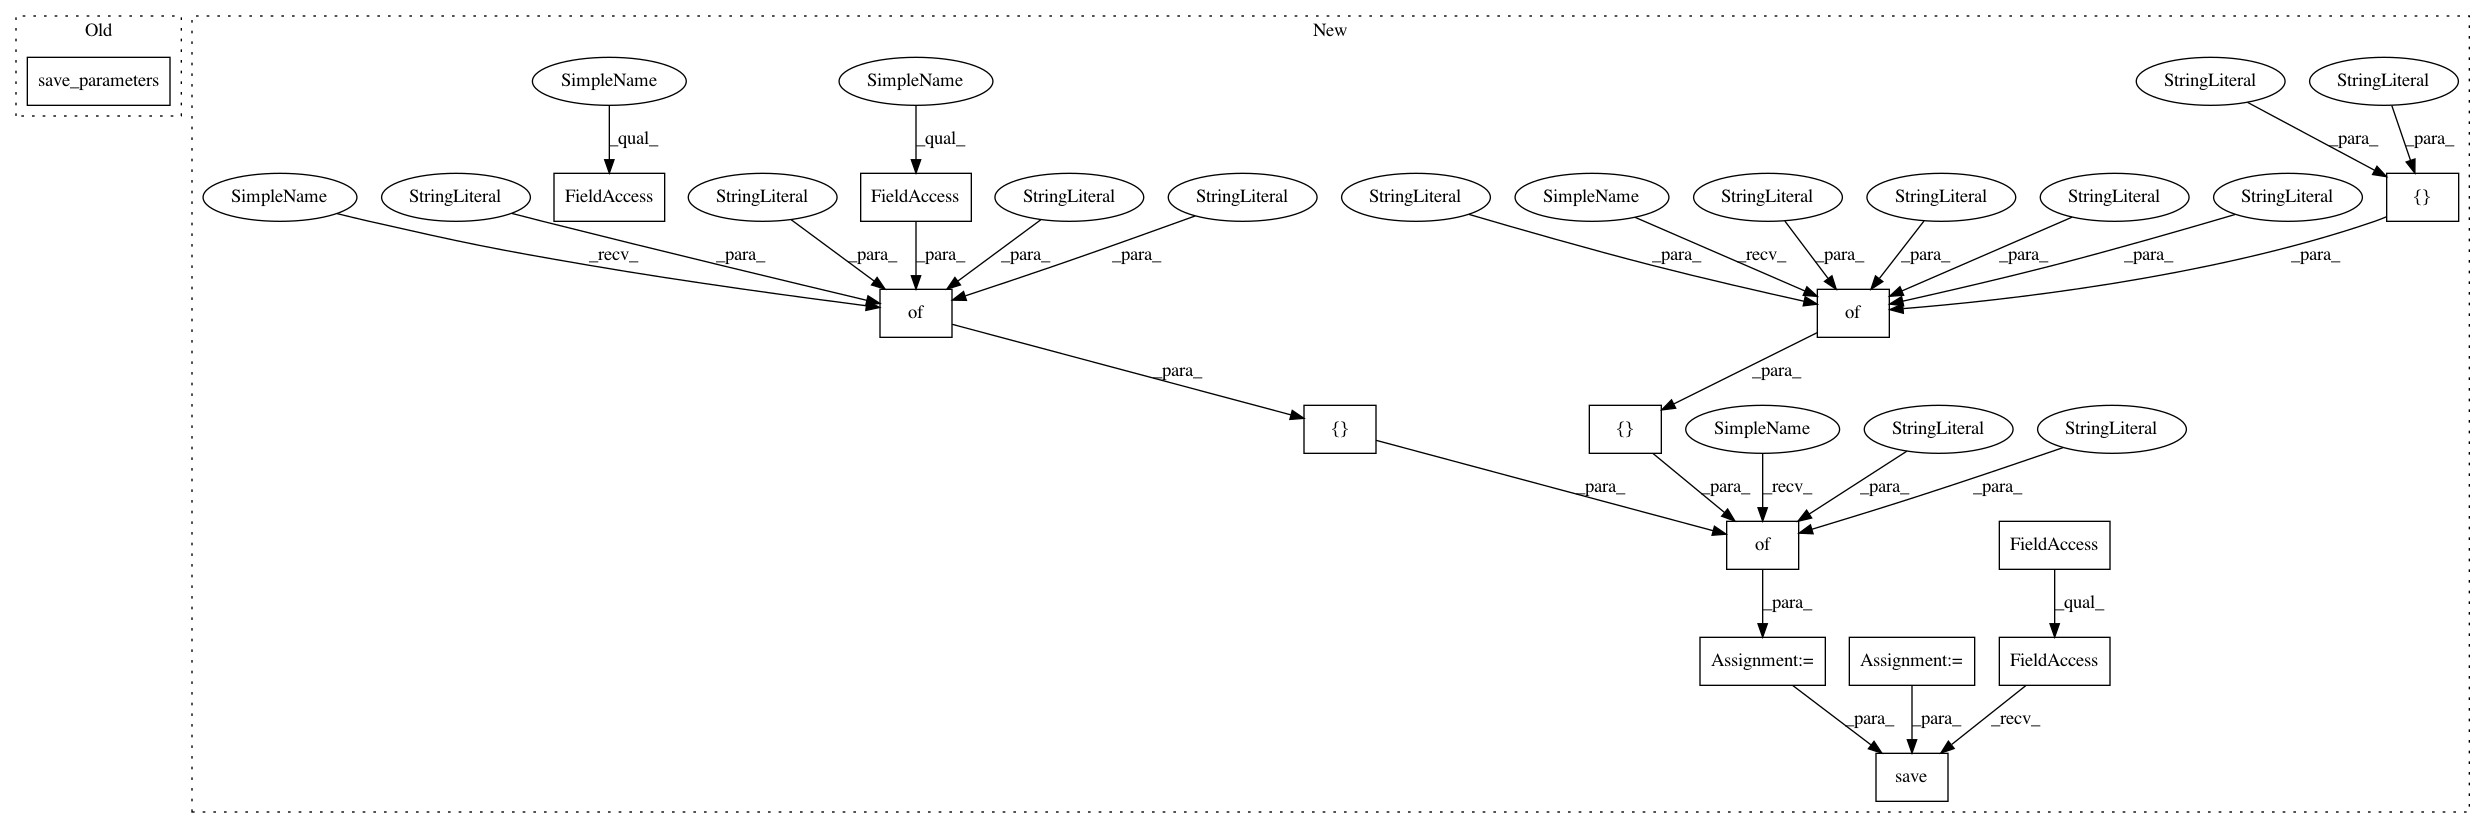 Old
New
save_parameters
SimpleName
SimpleName
StringLiteral
StringLiteral
_qual_
_qual_
_para_
_para_
SimpleName
StringLiteral
FieldAccess
StringLiteral
FieldAccess
StringLiteral
StringLiteral
StringLiteral
SimpleName
StringLiteral
StringLiteral
StringLiteral
StringLiteral
{}
_recv_
_para_
_para_
_para_
_para_
_para_
_para_
_recv_
_para_
_para_
_para_
_para_
_para_
of
of
_para_
_para_
{}
{}
SimpleName
StringLiteral
StringLiteral
_para_
_para_
_recv_
_para_
_para_
of
FieldAccess
_para_
_qual_
Assignment:=
Assignment:=
FieldAccess
_para_
_para_
_recv_
save